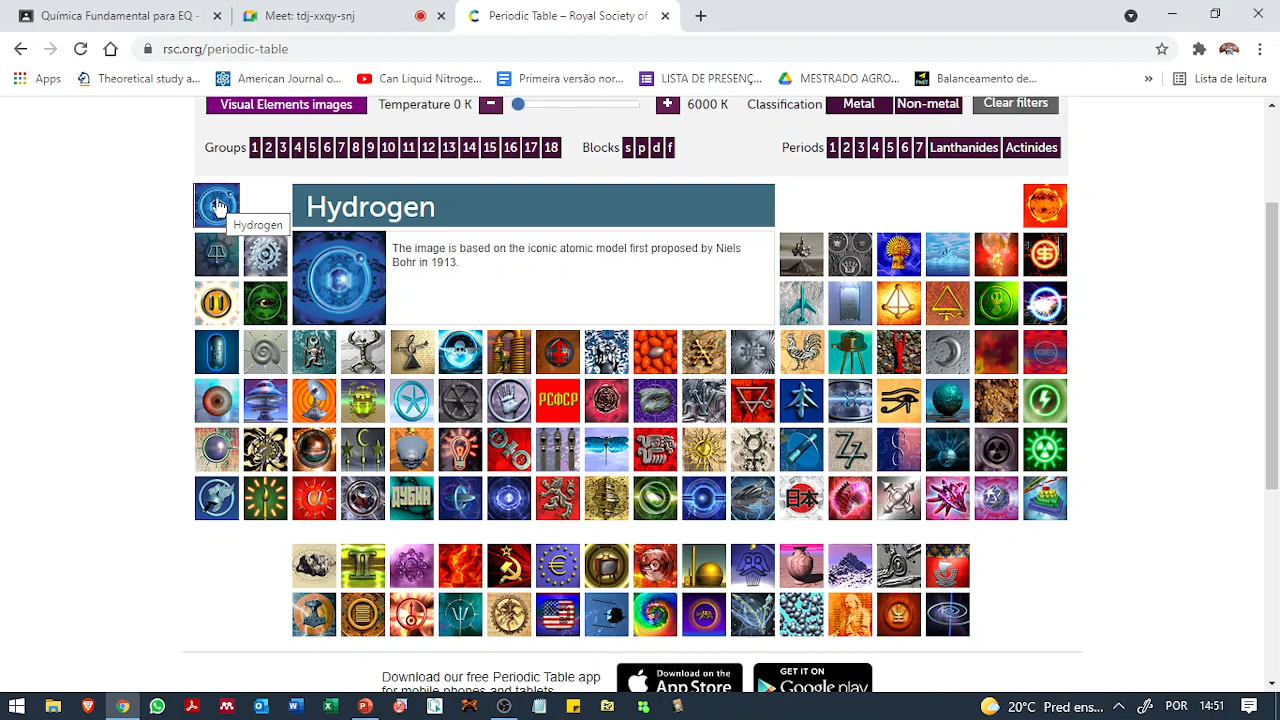 Química Fundamental para EQ -
Meet: tdj-xxqy-snj
Periodic Table – Royal Society of
rsc.org/periodic-table
Apps
Theoretical study a...
American Journal o...
Can Liquid Nitroge...
Primeira versão nor...
LISTA DE PRESENÇ...
MESTRADO AGRO...
Balanceamento de...
»
Lista de leitura
Visual Elements images
Temperature 0 K
-
+
6000 K
Classification
Metal
Non-metal
Clear filters
Groups 1 2 3 4 5 6 7 8 9 10 11 12 13 14 15 16 17 18
Blocks s p d f
Periods 1 2 3 4 5 6 7 Lanthanides Actinides
Hydrogen
Hydrogen
The image is based on the iconic atomic model first proposed by Niels
Bohr in 1913.
РСФСР
ДУБНА
日本
Download our free Periodic Table app
for mobile phones and tablets
Download on the
App Store
GET IT ON
Google play
20°C Pred ens...
POR
14:51